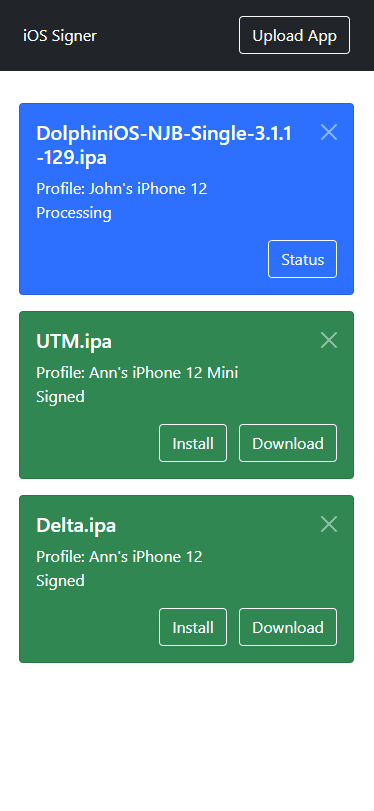 iOS Signer
Upload App
DolphiniOS-NJB-Single-3.1.1
-129.ipa
Profile: John's iPhone 12
Processing
Status
UTM.ipa
Profile: Ann's iPhone 12 Mini
Signed
Install
Download
Delta.ipa
Profile: Ann's iPhone 12
Signed
Install
Download